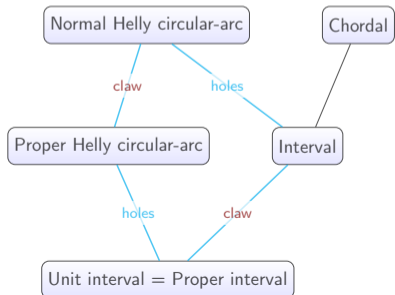 Normal Helly circular-arc
Chordal
claw
holes
Proper Helly circular-arc
Interval
holes
claw
Unit interval = Proper interval